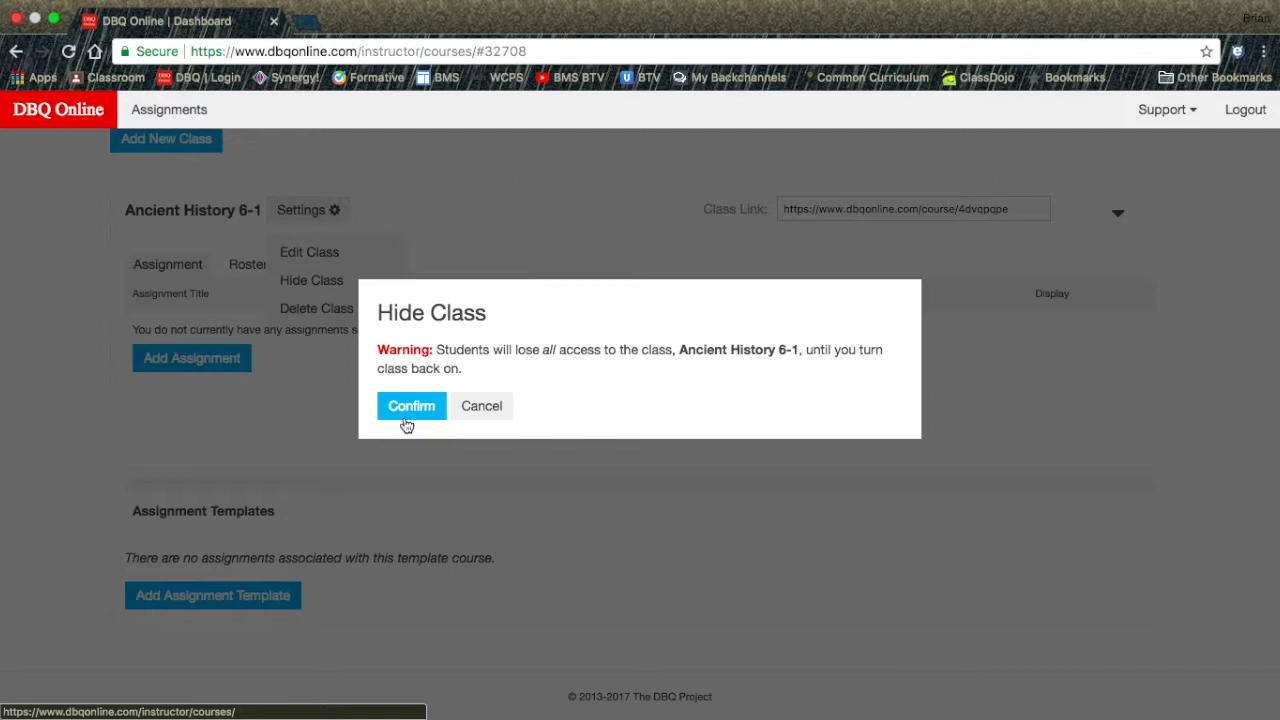 DBQ Online | Dashboard
Brian
Secure
https://www.dbqonline.com/instructor/courses/#32708
Apps
Classroom
DBQ | Login
Synergy!
Formative
BMS
WCPS
BMS BTV
BTV
My Backchannels
Common Curriculum
ClassDojo
Bookmarks
Other Bookmarks
DBQ Online
Assignments
Support
Logout
Add New Class
Ancient History 6-1
Settings
Class Link:
https://www.dbqonline.com/course/4dvqpqpe
Edit Class
Hide Class
Delete Class
Assignment
Roster
Assignment Title
Display
You do not currently have any assignments s
Add Assignment
Hide Class
Warning: Students will lose all access to the class, Ancient History 6-1, until you turn
class back on.
Confirm
Cancel
Assignment Templates
There are no assignments associated with this template course.
Add Assignment Template
© 2013-2017 The DBQ Project
https://www.dbqonline.com/instructor/courses/